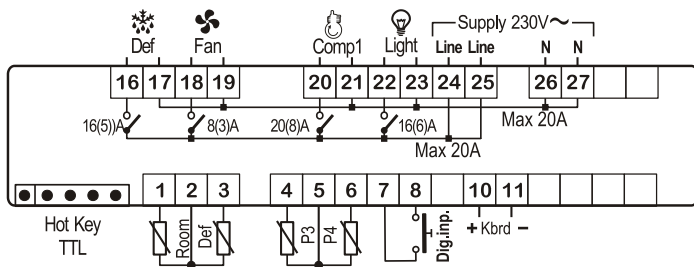 Supply 230V~
Def Fan Comp1 Light Line Line N N
16 17 18 19 20 21 22 23 24 25 26 27
16(5))A 8(3)A 20(8)A 16(6)A Max 20A
Max 20A
1 2 3 4 5 6 7 8 10 11
Room Def P3 P4 Dig.inp. + Kbrd −
Hot Key
TTL